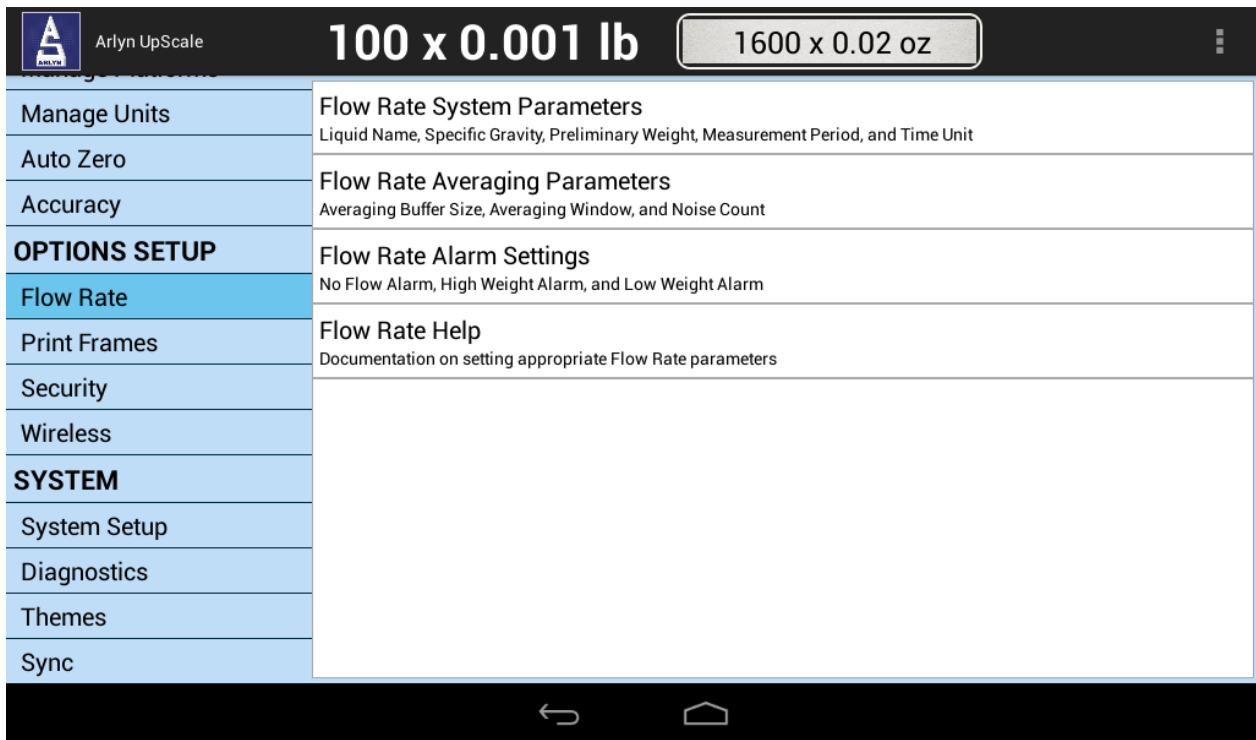 ARLYN
Arlyn UpScale
100 x 0.001 lb
1600 x 0.02 oz
Manage Platforms
Manage Units
Auto Zero
Accuracy
OPTIONS SETUP
Flow Rate
Print Frames
Security
Wireless
SYSTEM
System Setup
Diagnostics
Themes
Sync
Flow Rate System Parameters
Liquid Name, Specific Gravity, Preliminary Weight, Measurement Period, and Time Unit
Flow Rate Averaging Parameters
Averaging Buffer Size, Averaging Window, and Noise Count
Flow Rate Alarm Settings
No Flow Alarm, High Weight Alarm, and Low Weight Alarm
Flow Rate Help
Documentation on setting appropriate Flow Rate parameters